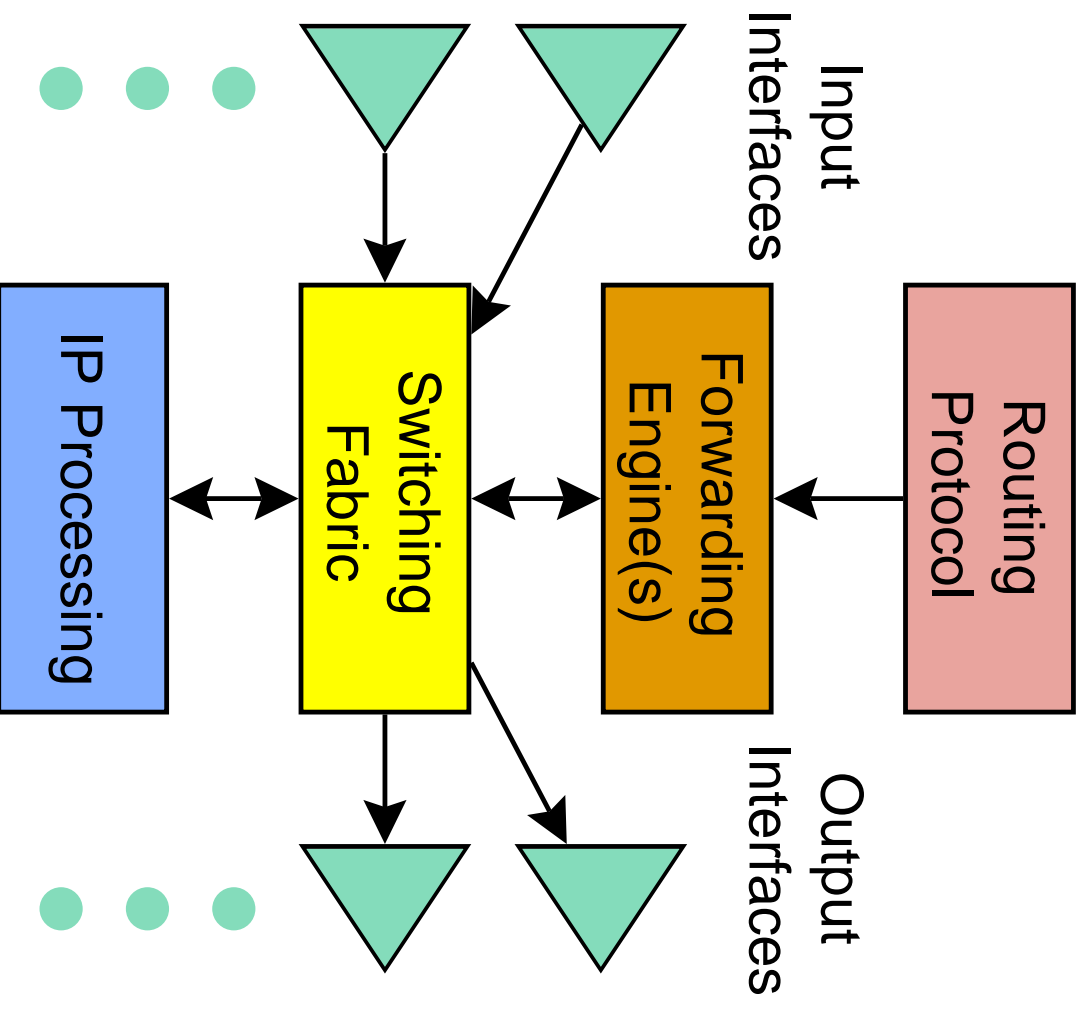 Routing
Protocol
Input
Interfaces
Forwarding
Engine(s)
Output
Interfaces
Switching
Fabric
IP Processing